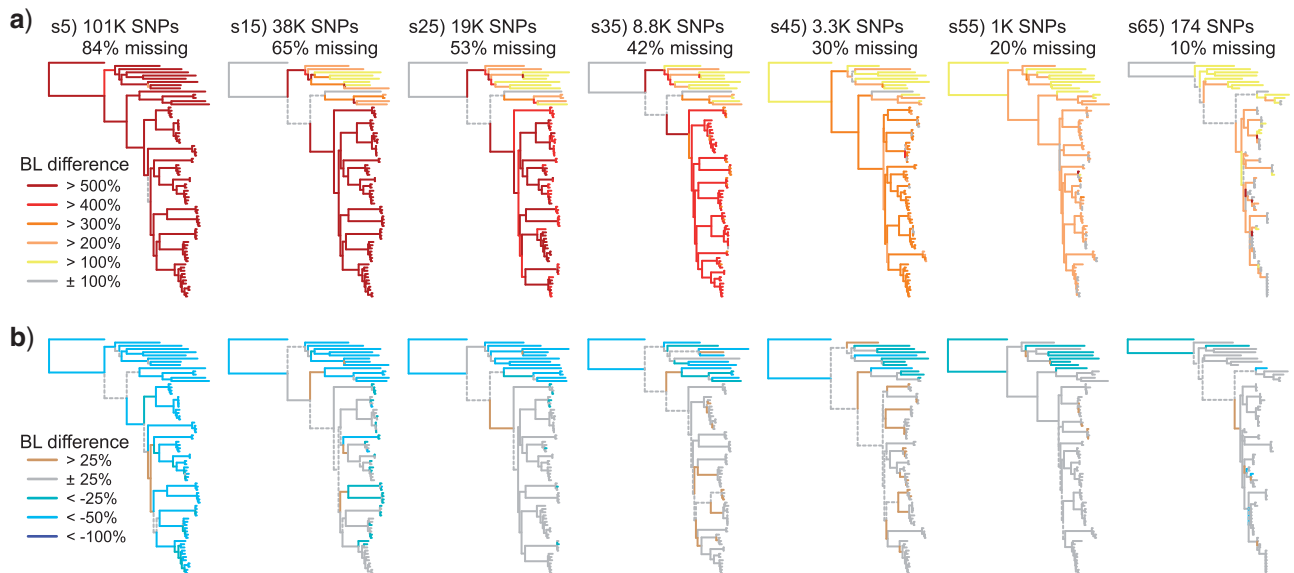 a)
s5) 101K SNPs
84% missing
s15) 38K SNPs
65% missing
s25) 19K SNPs
53% missing
s35) 8.8K SNPs
42% missing
s45) 3.3K SNPs
30% missing
s55) 1K SNPs
20% missing
s65) 174 SNPs
10% missing
BL difference
> 500%
> 400%
> 300%
> 200%
> 100%
± 100%
b)
BL difference
> 25%
± 25%
< -25%
< -50%
< -100%